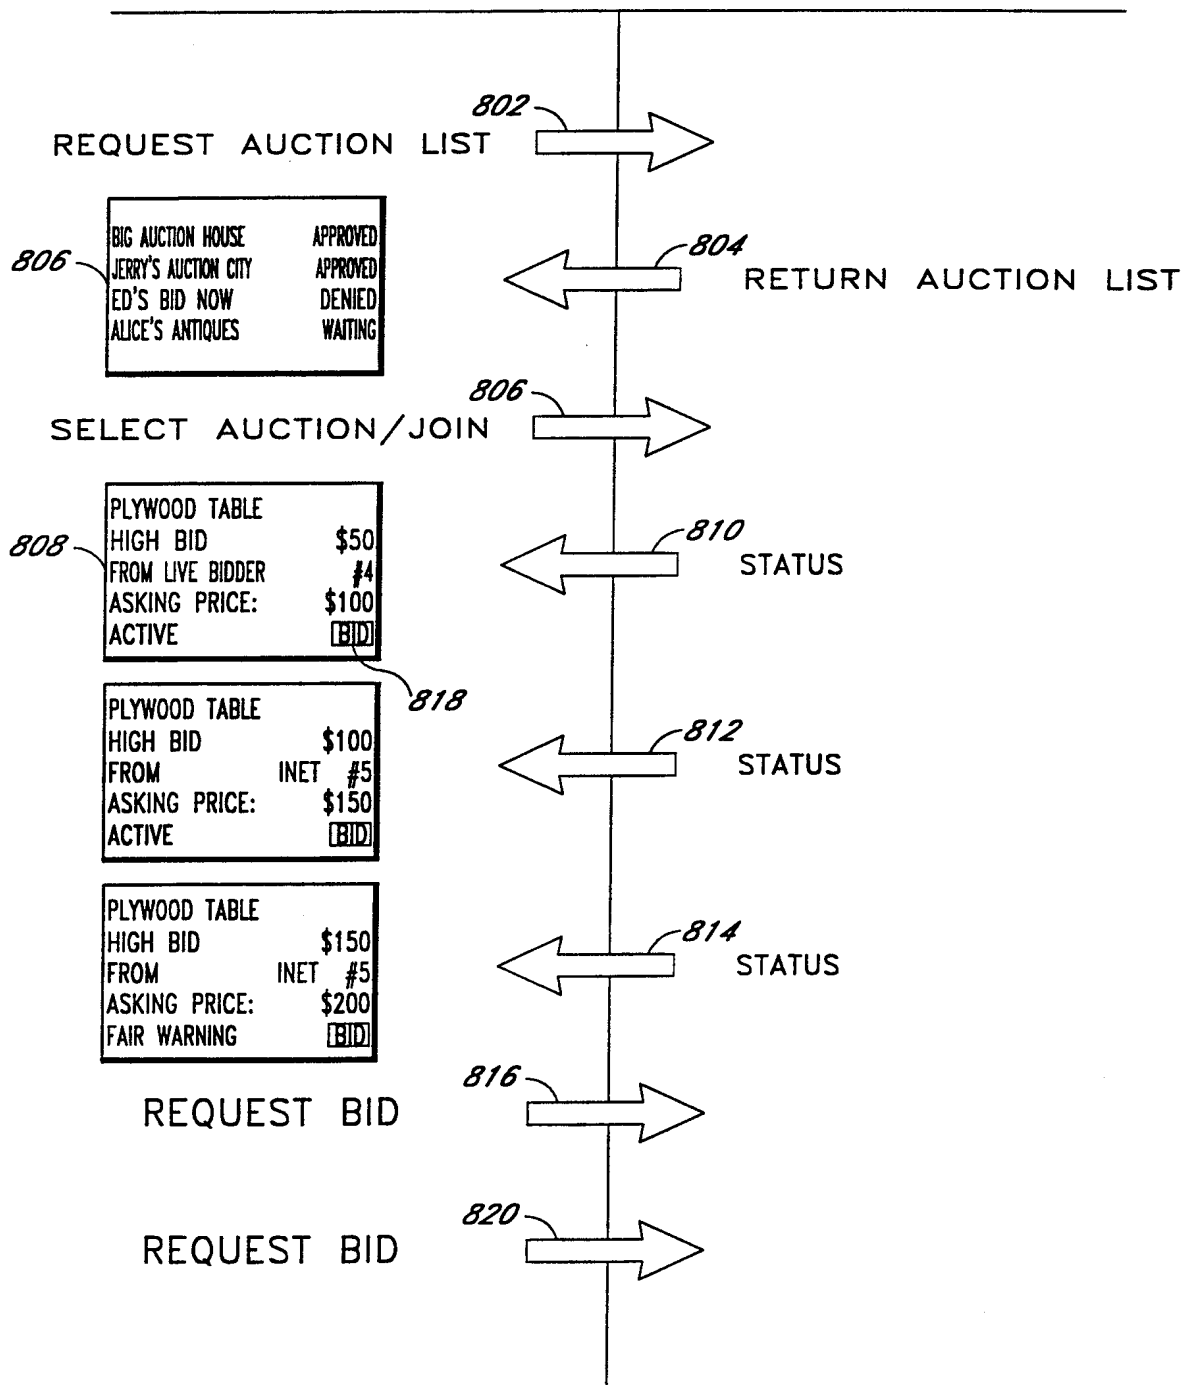 802
REQUEST AUCTION LIST
BIG AUCTION HOUSE APPROVED
JERRY'S AUCTION CITY APPROVED
ED'S BID NOW DENIED
ALICE'S ANTIQUES WAITING
806
804
RETURN AUCTION LIST
806
SELECT AUCTION/JOIN
PLYWOOD TABLE
HIGH BID $50
FROM LIVE BIDDER #4
ASKING PRICE: $100
ACTIVE BID
808
810
STATUS
818
PLYWOOD TABLE
HIGH BID $100
FROM INET #5
ASKING PRICE: $150
ACTIVE BID
812
STATUS
PLYWOOD TABLE
HIGH BID $150
FROM INET #5
ASKING PRICE: $200
FAIR WARNING BID
814
STATUS
816
REQUEST BID
820
REQUEST BID